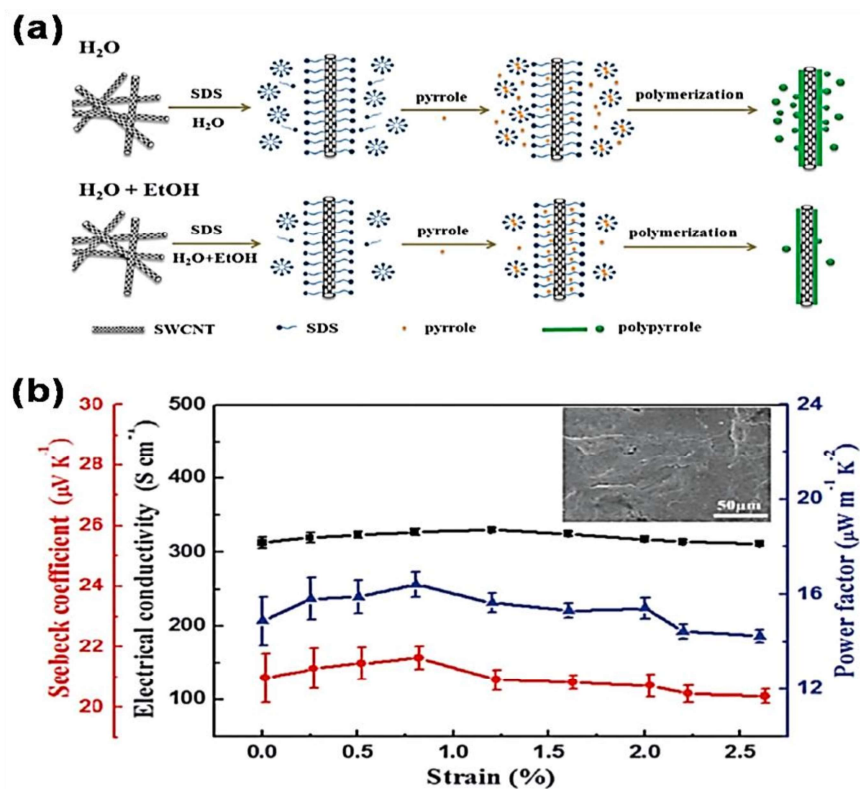 (a)
H₂O
SDS
H₂O
pyrrole
polymerization
H₂O + EtOH
SDS
H₂O+EtOH
pyrrole
polymerization
SWCNT
SDS
pyrrole
polypyrrole
(b)
Seebeck coefficient (μV K⁻¹)
30
28
26
24
22
20
Electrical conductivity (S cm⁻¹)
500
400
300
200
100
50μm
Power factor (μW m⁻¹ K⁻²)
24
20
16
12
0.0
0.5
1.0
1.5
2.0
2.5
Strain (%)